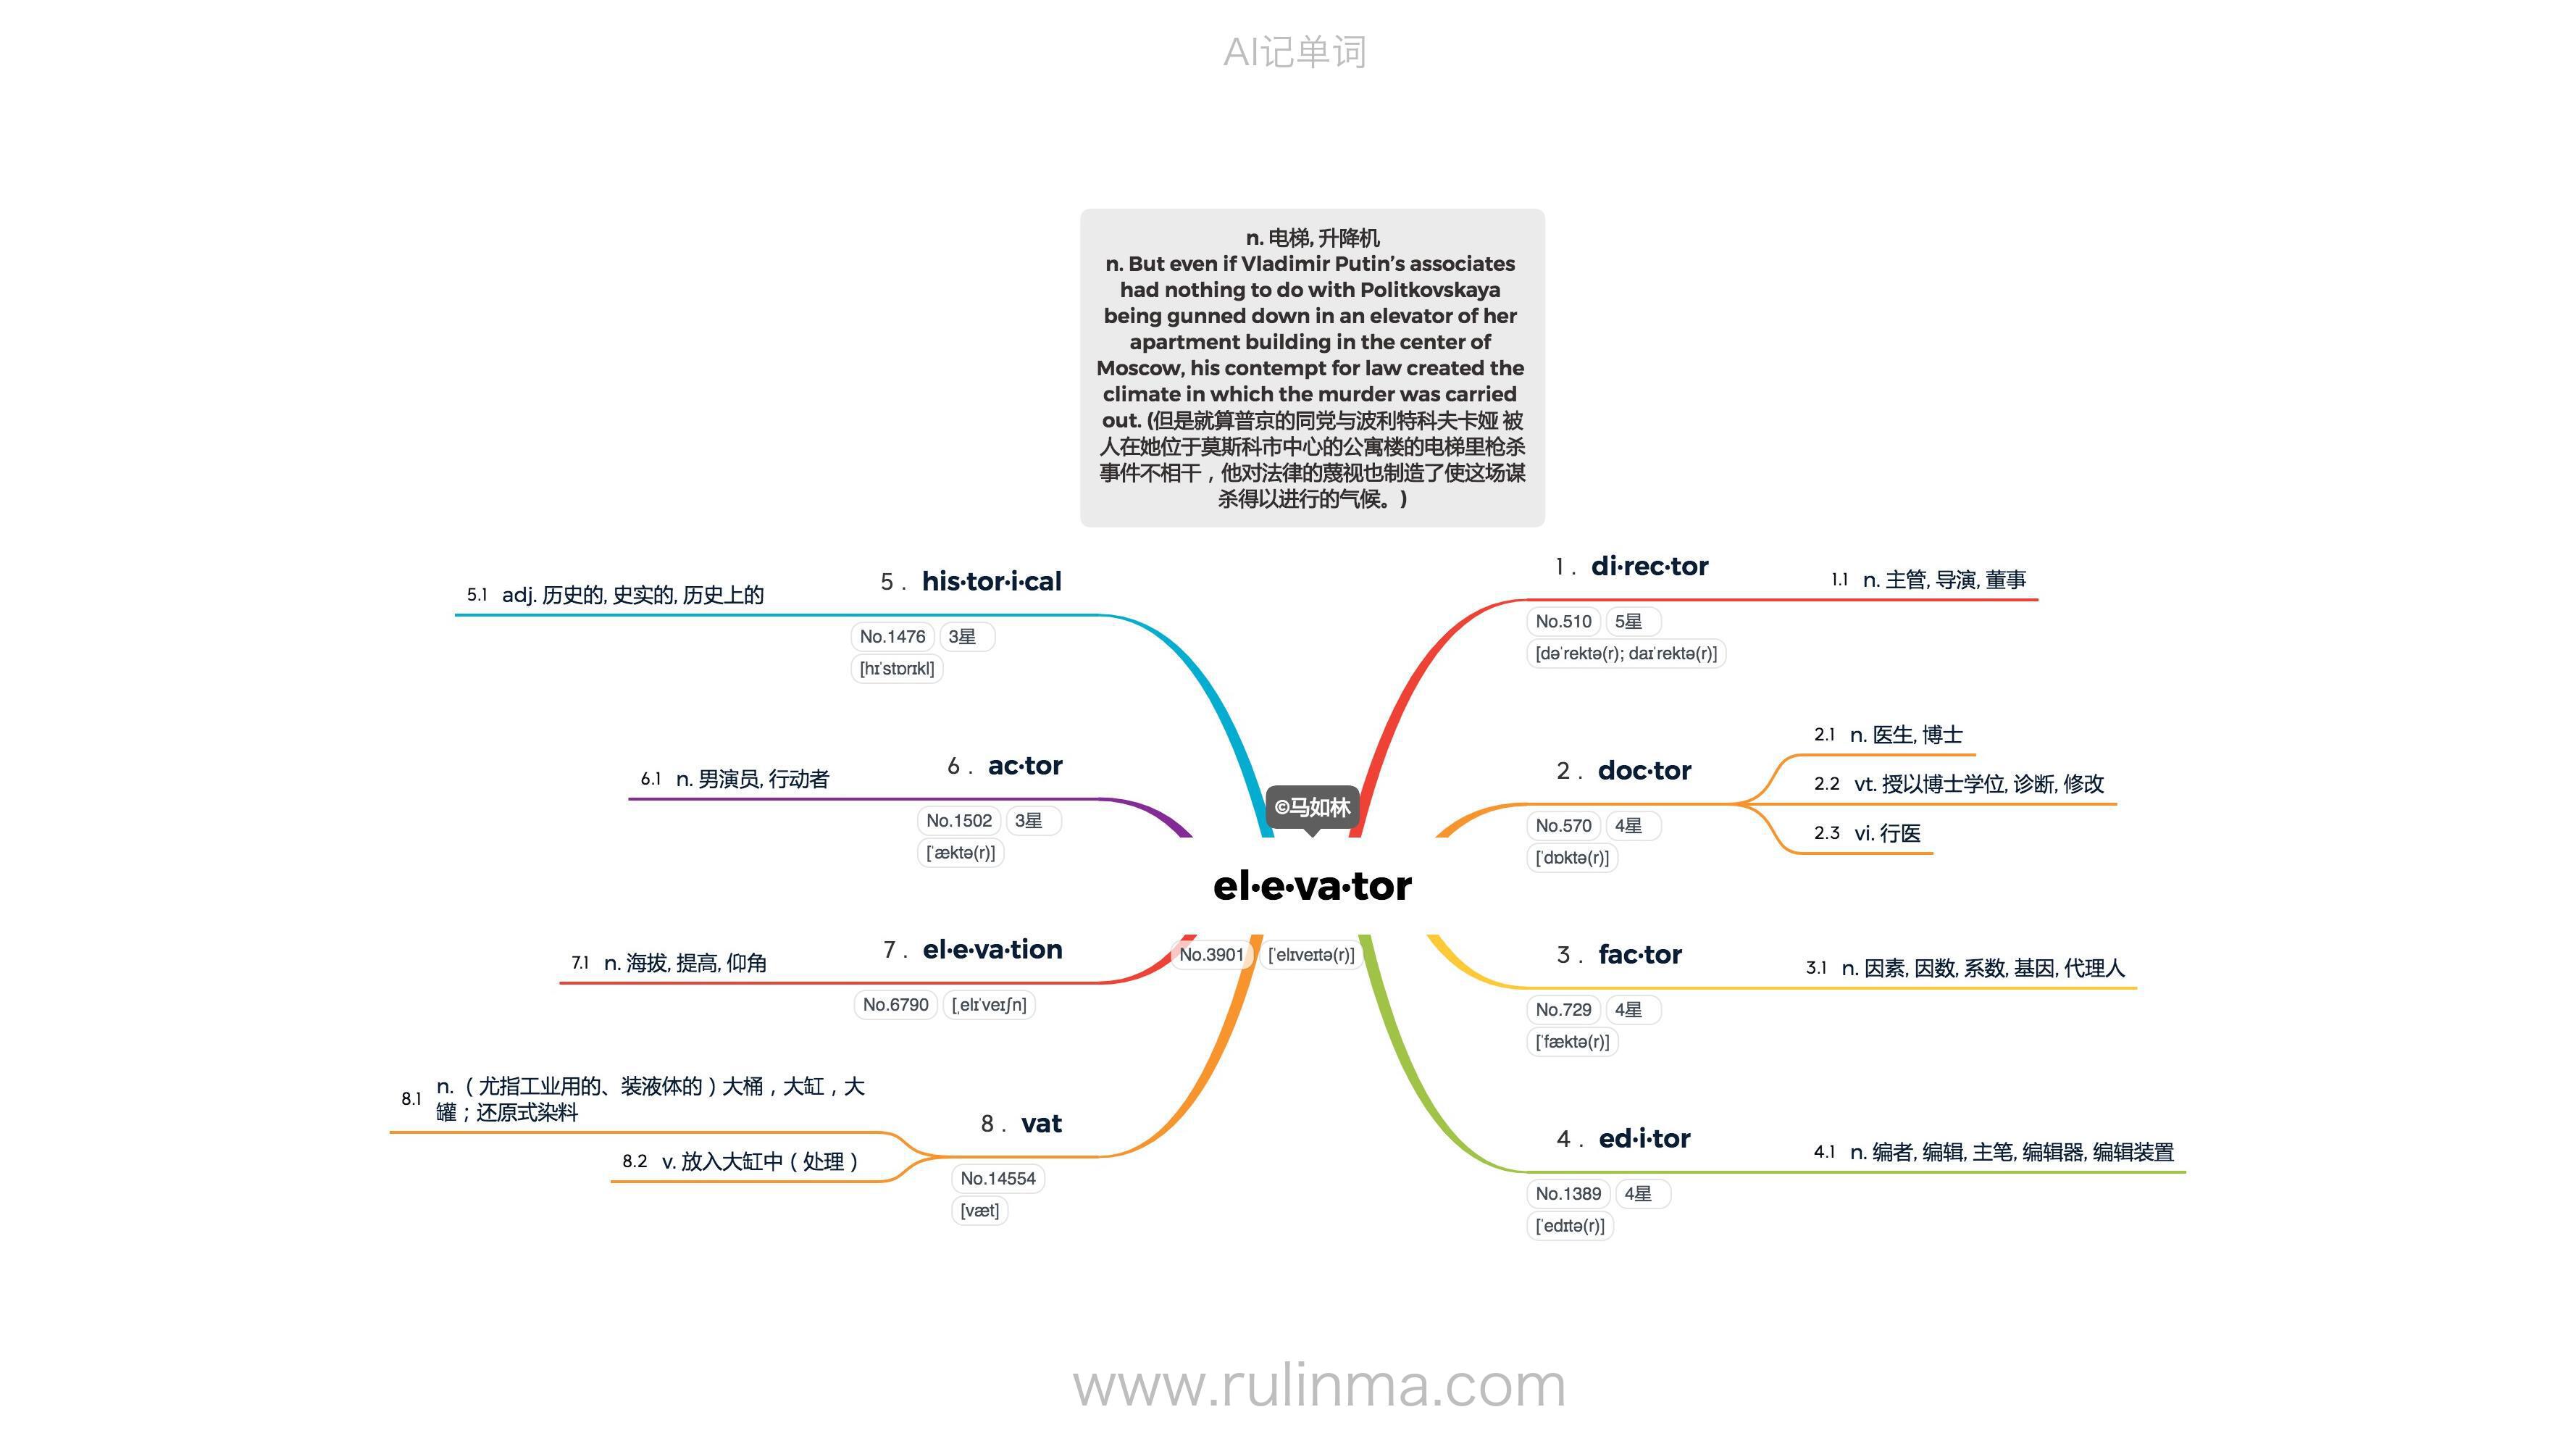 AI记单词
n. 电梯, 升降机
n. But even if Vladimir Putin’s associates
had nothing to do with Politkovskaya
being gunned down in an elevator of her
apartment building in the center of
Moscow, his contempt for law created the
climate in which the murder was carried
out. (但是就算普京的同党与波利特科夫卡娅 被
人在她位于莫斯科市中心的公寓楼的电梯里枪杀
事件不相干，他对法律的蔑视也制造了使这场谋
杀得以进行的气候。)
©马如林
el·e·va·tor
No.3901 [ˈelɪveɪtə(r)]
1 . di·rec·tor
No.510 5星
[dəˈrektə(r); daɪˈrektə(r)]
1.1 n. 主管, 导演, 董事
2 . doc·tor
No.570 4星
[ˈdɒktə(r)]
2.1 n. 医生, 博士
2.2 vt. 授以博士学位, 诊断, 修改
2.3 vi. 行医
3 . fac·tor
No.729 4星
[ˈfæktə(r)]
3.1 n. 因素, 因数, 系数, 基因, 代理人
4 . ed·i·tor
No.1389 4星
[ˈedɪtə(r)]
4.1 n. 编者, 编辑, 主笔, 编辑器, 编辑装置
5 . his·tor·i·cal
No.1476 3星
[hɪˈstɒrɪkl]
5.1 adj. 历史的, 史实的, 历史上的
6 . ac·tor
No.1502 3星
[ˈæktə(r)]
6.1 n. 男演员, 行动者
7 . el·e·va·tion
No.6790 [ˌelɪˈveɪʃn]
7.1 n. 海拔, 提高, 仰角
8 . vat
No.14554
[væt]
8.1 n.（尤指工业用的、装液体的）大桶，大缸，大
罐；还原式染料
8.2 v. 放入大缸中（处理）
www.rulinma.com